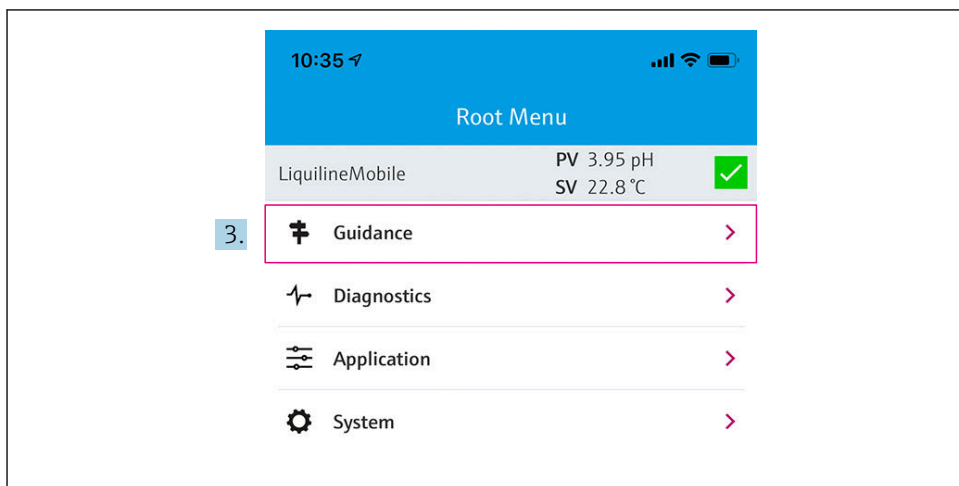 10:35
Root Menu
LiquilineMobile
PV 3.95 pH
SV 22.8 °C
3.
Guidance
Diagnostics
Application
System